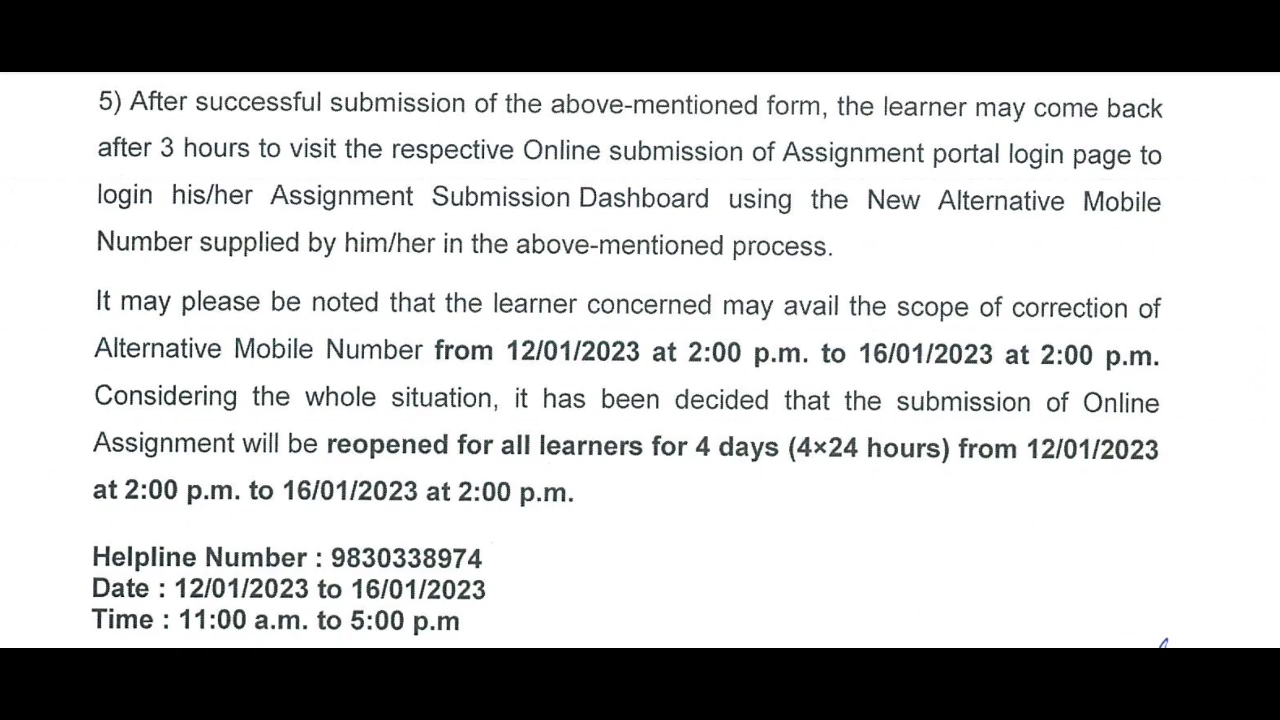 5) After successful submission of the above-mentioned form, the learner may come back
after 3 hours to visit the respective Online submission of Assignment portal login page to
login his/her Assignment Submission Dashboard using the New Alternative Mobile
Number supplied by him/her in the above-mentioned process.
It may please be noted that the learner concerned may avail the scope of correction of
Alternative Mobile Number from 12/01/2023 at 2:00 p.m. to 16/01/2023 at 2:00 p.m.
Considering the whole situation, it has been decided that the submission of Online
Assignment will be reopened for all learners for 4 days (4×24 hours) from 12/01/2023
at 2:00 p.m. to 16/01/2023 at 2:00 p.m.
Helpline Number : 9830338974
Date : 12/01/2023 to 16/01/2023
Time : 11:00 a.m. to 5:00 p.m